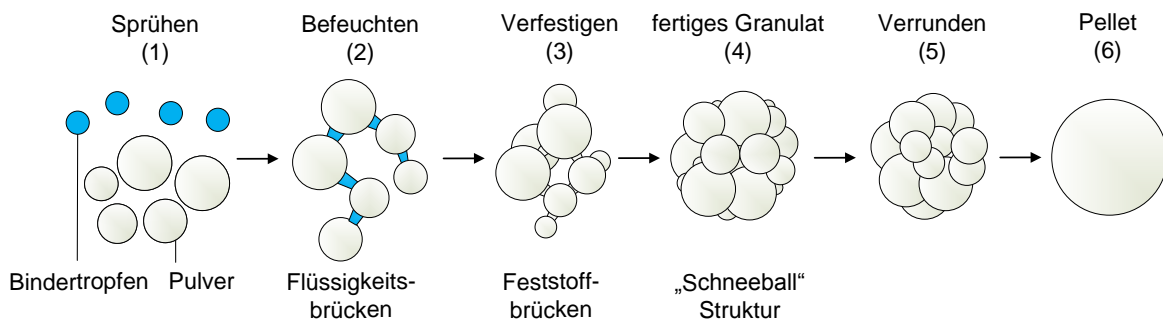 Sprühen
(1)
Befeuchten
(2)
Verfestigen
(3)
fertiges Granulat
(4)
Verrunden
(5)
Pellet
(6)
Bindertropfen
Pulver
Flüssigkeits-
brücken
Feststoff-
brücken
„Schneeball“
Struktur